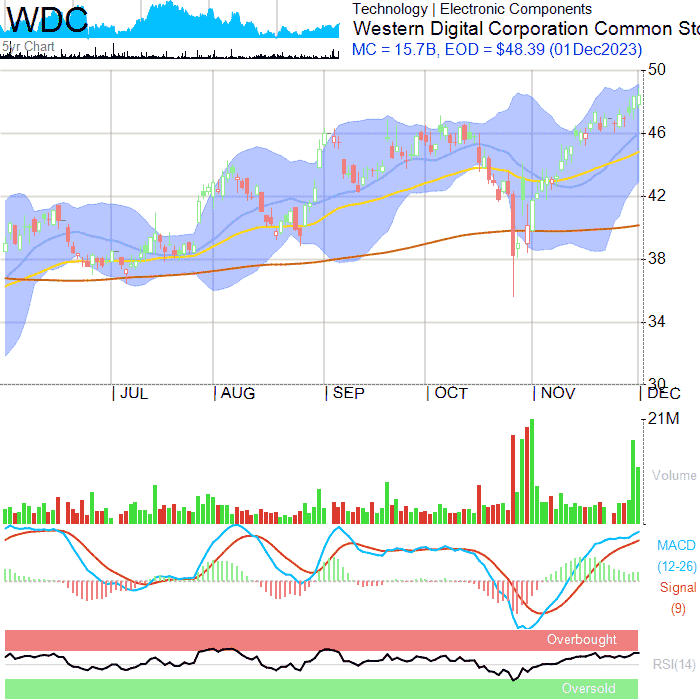 WDC
5yr Chart
Technology | Electronic Components
Western Digital Corporation Common Sto
MC = 15.7B, EOD = $48.39 (01Dec2023)
50
46
42
38
34
30
JUL AUG SEP OCT NOV DEC
21M
Volume
MACD
(12-26)
Signal
(9)
Overbought
RSI(14)
Oversold